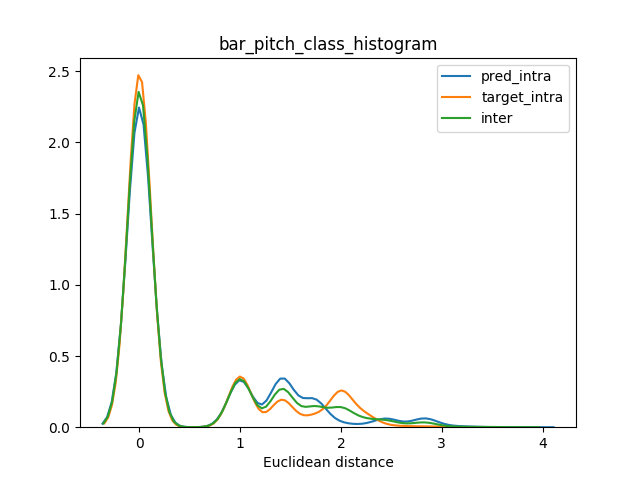 bar_pitch_class_histogram
pred_intra
target_intra
inter
2.5
2.0
1.5
1.0
0.5
0.0
0
1
2
3
4
Euclidean distance